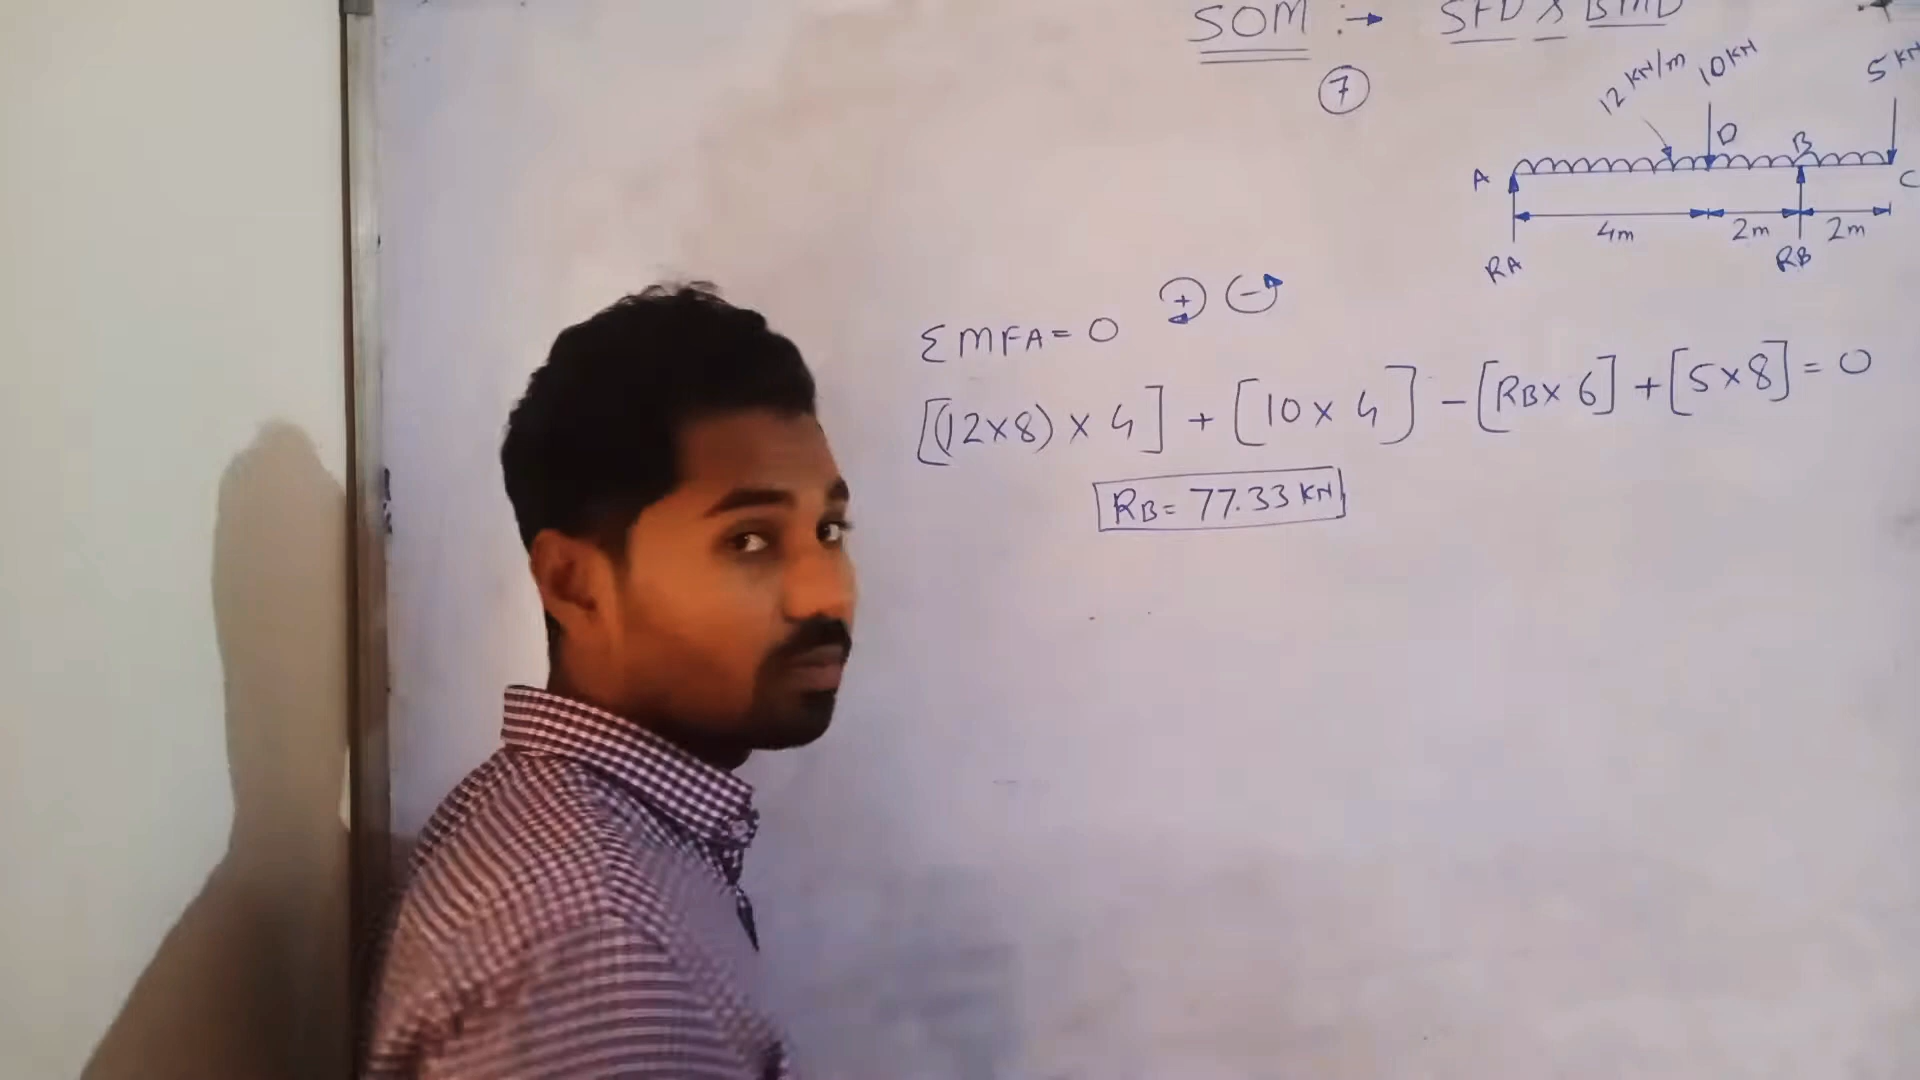 SOM :→ SFD & BMD
7
12 KN/m 10 KN 5 KN
A D B C
4m 2m 2m
RA RB
ΣMFA=0 + -
[(12×8) × 4] + [10 × 4] - [RB× 6] + [5×8] = 0
RB= 77.33 KN